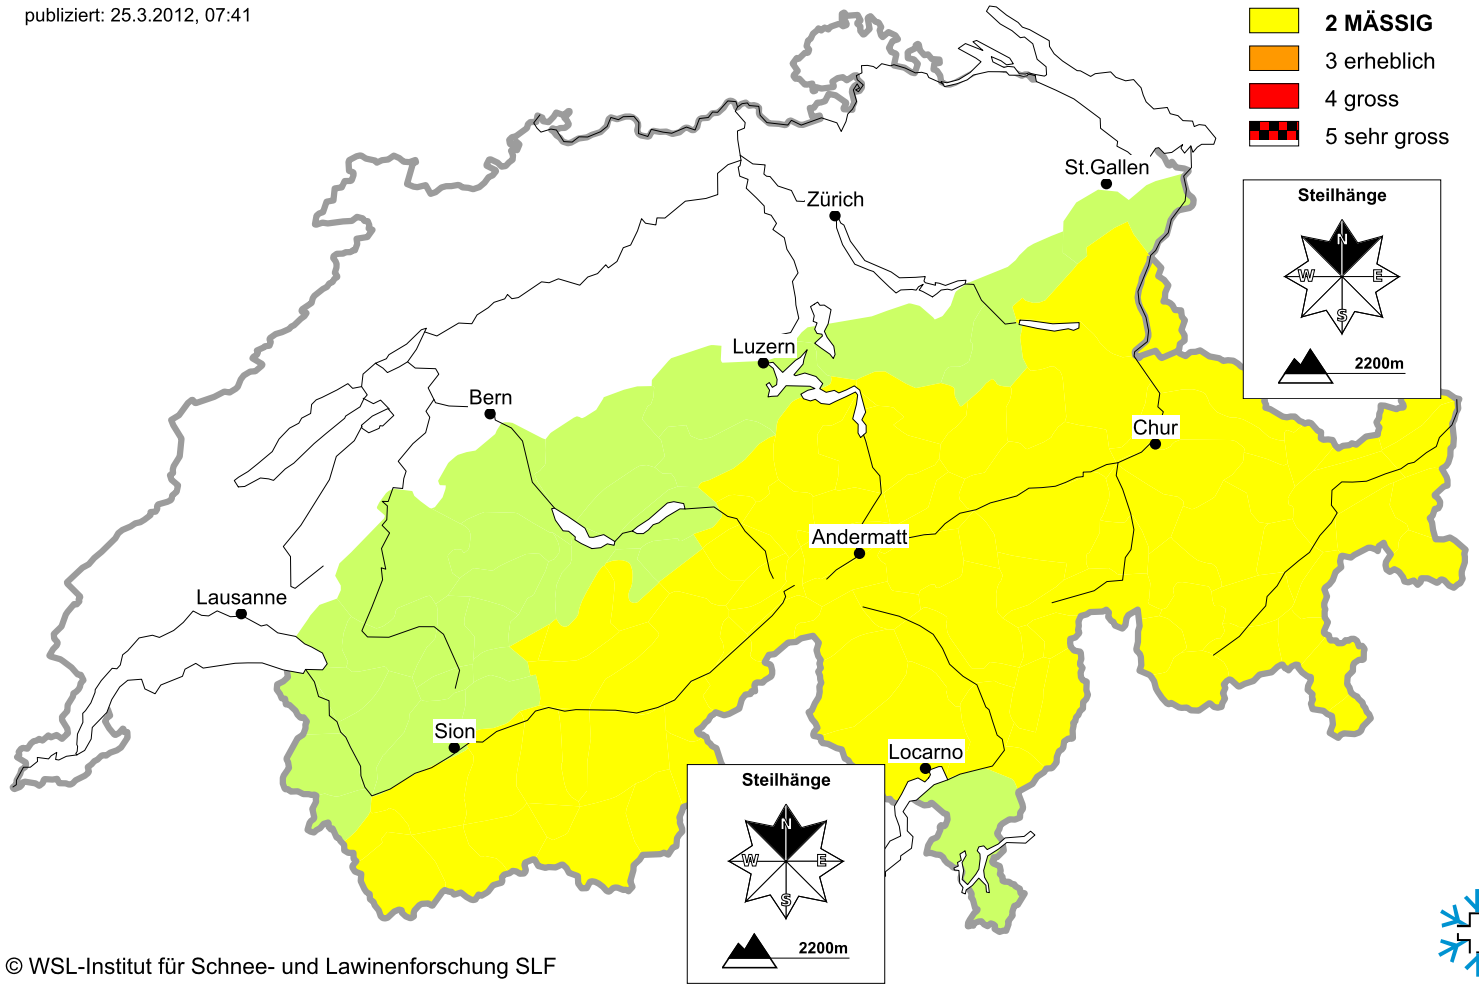 publiziert: 25.3.2012, 07:41
2 MÄSSIG
3 erheblich
4 gross
5 sehr gross
St.Gallen
Zürich
Steilhänge
N
W E
S
2200m
Luzern
Bern
Chur
Andermatt
Lausanne
Sion
Locarno
Steilhänge
N
W E
S
2200m
© WSL-Institut für Schnee- und Lawinenforschung SLF